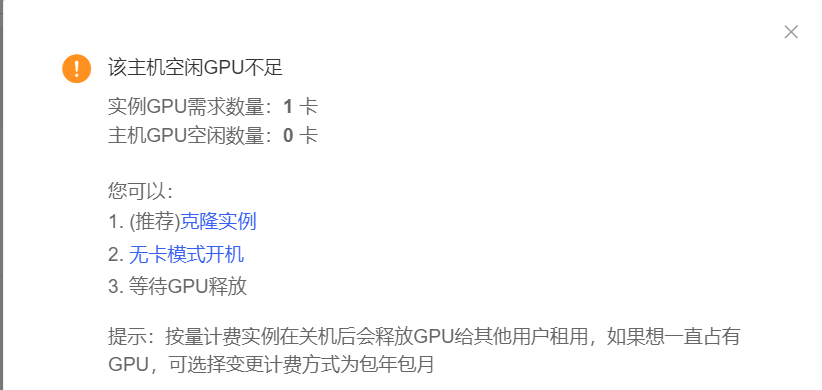 该主机空闲GPU不足
实例GPU需求数量：1 卡
主机GPU空闲数量：0 卡
您可以：
1. (推荐)克隆实例
2. 无卡模式开机
3. 等待GPU释放
提示：按量计费实例在关机后会释放GPU给其他用户租用，如果想一直占有
GPU，可选择变更计费方式为包年包月